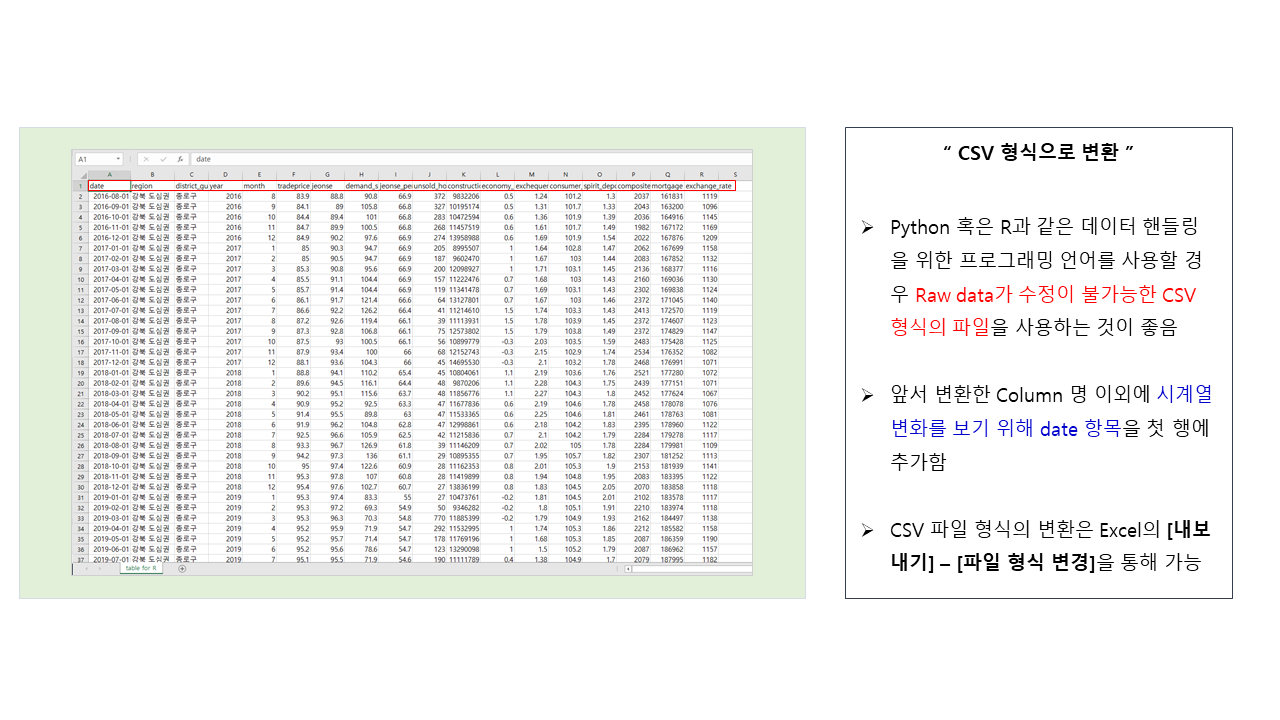 A1 fx date
A B C D E F G H I J K L M N O P Q R S
1 date region district_gu year month tradeprice jeonse demand_s jeonse_per unsold_ho constructi economy_ exchequer consumer_ spirit_depo composite mortgage exchange_rate
2 2016-08-01 강북 도심권 종로구 2016 8 83.9 88.8 90.8 66.9 372 9832206 0.5 1.24 101.2 1.3 2037 161831 1119
3 2016-09-01 강북 도심권 종로구 2016 9 84.1 89 105.8 66.8 327 10195174 0.5 1.31 101.7 1.33 2043 163200 1096
4 2016-10-01 강북 도심권 종로구 2016 10 84.4 89.4 101 66.8 283 10472594 0.6 1.36 101.9 1.39 2036 164916 1145
5 2016-11-01 강북 도심권 종로구 2016 11 84.7 89.9 100.5 66.8 268 11457519 0.6 1.61 101.7 1.49 1982 167172 1169
6 2016-12-01 강북 도심권 종로구 2016 12 84.9 90.2 97.6 66.9 274 13958988 0.6 1.69 101.9 1.54 2022 167876 1209
7 2017-01-01 강북 도심권 종로구 2017 1 85 90.3 94.7 66.9 205 8995507 1 1.64 102.8 1.47 2062 167699 1158
8 2017-02-01 강북 도심권 종로구 2017 2 85 90.5 94.7 66.9 187 9602470 1 1.67 103 1.44 2083 167852 1132
9 2017-03-01 강북 도심권 종로구 2017 3 85.3 90.8 95.6 66.9 200 12098927 1 1.71 103.1 1.45 2136 168377 1116
10 2017-04-01 강북 도심권 종로구 2017 4 85.5 91.1 104.4 66.9 157 11222476 0.7 1.68 103 1.43 2160 169036 1130
11 2017-05-01 강북 도심권 종로구 2017 5 85.7 91.4 104.4 66.9 119 11341478 0.7 1.69 103.1 1.43 2302 169838 1124
12 2017-06-01 강북 도심권 종로구 2017 6 86.1 91.7 121.4 66.6 64 13127801 0.7 1.67 103 1.46 2372 171045 1140
13 2017-07-01 강북 도심권 종로구 2017 7 86.6 92.2 126.2 66.4 41 11214610 1.5 1.74 103.3 1.43 2413 172570 1119
14 2017-08-01 강북 도심권 종로구 2017 8 87.2 92.6 119.4 66.1 39 11113931 1.5 1.78 103.9 1.45 2372 174607 1123
15 2017-09-01 강북 도심권 종로구 2017 9 87.3 92.8 106.8 66.1 75 12573802 1.5 1.79 103.8 1.49 2372 174829 1147
16 2017-10-01 강북 도심권 종로구 2017 10 87.5 93 100.5 66.1 56 10899779 -0.3 2.03 103.5 1.59 2483 175428 1125
17 2017-11-01 강북 도심권 종로구 2017 11 87.9 93.4 100 66 68 12152743 -0.3 2.15 102.9 1.74 2534 176352 1082
18 2017-12-01 강북 도심권 종로구 2017 12 88.1 93.6 104.3 66 45 14695530 -0.3 2.1 103.2 1.78 2468 176991 1071
19 2018-01-01 강북 도심권 종로구 2018 1 88.8 94.1 110.2 65.4 45 10804061 1.1 2.19 103.6 1.76 2521 177280 1071
20 2018-02-01 강북 도심권 종로구 2018 2 89.6 94.5 116.1 64.4 48 9870206 1.1 2.28 104.3 1.75 2439 177151 1071
21 2018-03-01 강북 도심권 종로구 2018 3 90.2 95.1 115.6 63.7 48 11856776 1.1 2.27 104.3 1.8 2452 177624 1067
22 2018-04-01 강북 도심권 종로구 2018 4 90.9 95.2 92.5 63.3 47 11677836 0.6 2.19 104.6 1.78 2458 178078 1076
23 2018-05-01 강북 도심권 종로구 2018 5 91.4 95.5 89.8 63 47 11533365 0.6 2.25 104.6 1.81 2461 178763 1081
24 2018-06-01 강북 도심권 종로구 2018 6 91.9 96.2 104.8 62.8 47 12998861 0.6 2.18 104.2 1.83 2395 178960 1122
25 2018-07-01 강북 도심권 종로구 2018 7 92.5 96.6 105.9 62.5 42 11215836 0.7 2.1 104.2 1.79 2284 179278 1117
26 2018-08-01 강북 도심권 종로구 2018 8 93.3 96.7 126.9 61.8 39 11146209 0.7 2.02 105 1.78 2284 179981 1109
27 2018-09-01 강북 도심권 종로구 2018 9 94.2 97.3 136 61.1 29 10895355 0.7 1.95 105.7 1.82 2307 181252 1113
28 2018-10-01 강북 도심권 종로구 2018 10 95 97.4 122.6 60.9 28 11162353 0.8 2.01 105.3 1.9 2153 181939 1141
29 2018-11-01 강북 도심권 종로구 2018 11 95.3 97.8 107 60.8 28 11419899 0.8 1.94 104.8 1.95 2083 183395 1122
30 2018-12-01 강북 도심권 종로구 2018 12 95.4 97.6 102.7 60.7 27 13836199 0.8 1.83 104.5 2.05 2070 183858 1118
31 2019-01-01 강북 도심권 종로구 2019 1 95.3 97.4 83.3 55 27 10473761 -0.2 1.81 104.5 2.01 2102 183578 1117
32 2019-02-01 강북 도심권 종로구 2019 2 95.3 97.2 69.3 54.9 50 9346282 -0.2 1.8 105.1 1.91 2210 183974 1118
33 2019-03-01 강북 도심권 종로구 2019 3 95.3 96.3 70.3 54.8 770 11885399 -0.2 1.79 104.9 1.93 2162 184497 1138
34 2019-04-01 강북 도심권 종로구 2019 4 95.2 95.9 71.9 54.7 292 11532995 1 1.74 105.3 1.86 2212 185582 1158
35 2019-05-01 강북 도심권 종로구 2019 5 95.2 95.7 71.4 54.7 178 11769196 1 1.68 105.3 1.85 2087 186359 1190
36 2019-06-01 강북 도심권 종로구 2019 6 95.2 95.6 78.6 54.7 123 13290098 1 1.5 105.2 1.79 2087 186962 1157
37 2019-07-01 강북 도심권 종로구 2019 7 95.1 95.5 71.9 54.6 190 11111789 0.4 1.38 104.9 1.7 2079 187995 1182
table for R
“ CSV 형식으로 변환 ”
➢ Python 혹은 R과 같은 데이터 핸들링
을 위한 프로그래밍 언어를 사용할 경
우 Raw data가 수정이 불가능한 CSV
형식의 파일을 사용하는 것이 좋음
➢ 앞서 변환한 Column 명 이외에 시계열
변화를 보기 위해 date 항목을 첫 행에
추가함
➢ CSV 파일 형식의 변환은 Excel의 [내보
내기] – [파일 형식 변경]을 통해 가능